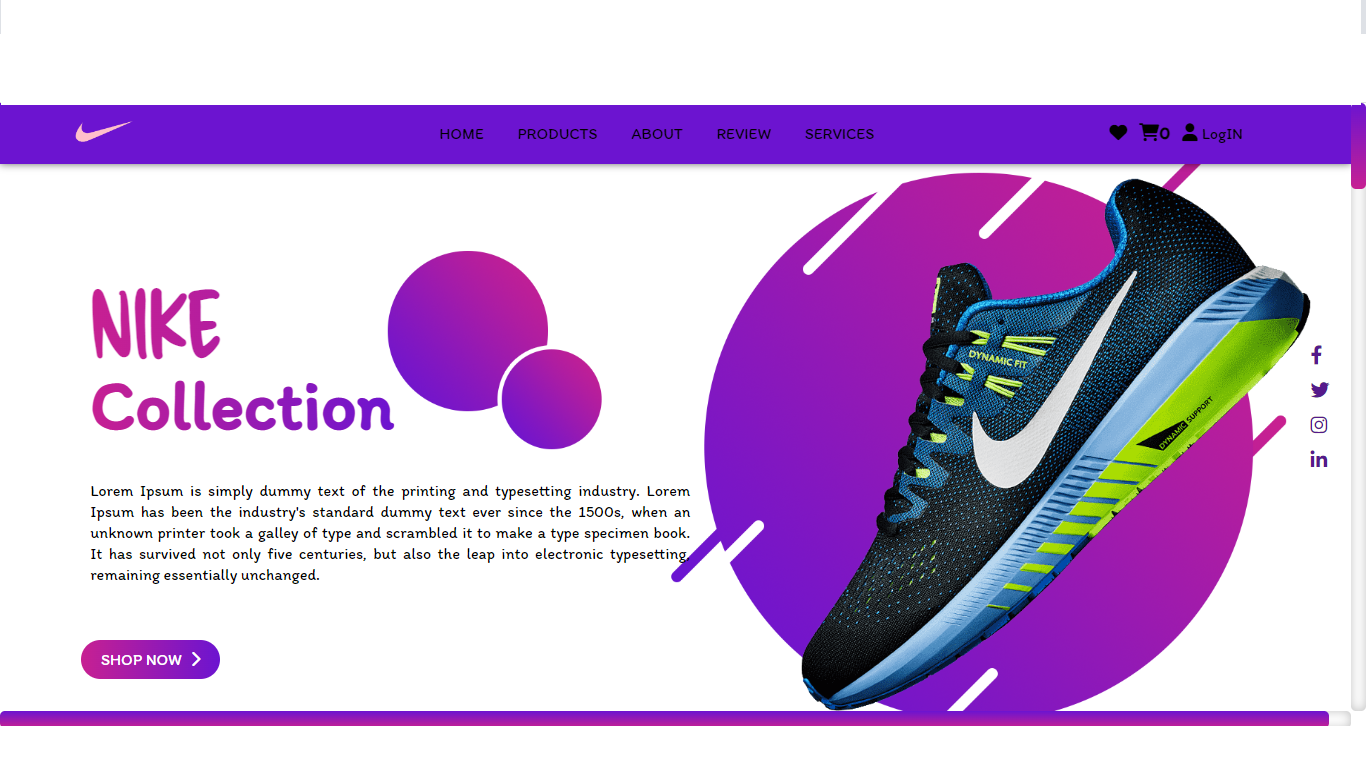 HOME PRODUCTS ABOUT REVIEW SERVICES 0 LogIN
NIKE
Collection
DYNAMIC FIT
DYNAMIC SUPPORT
Lorem Ipsum is simply dummy text of the printing and typesetting industry. Lorem
Ipsum has been the industry's standard dummy text ever since the 1500s, when an
unknown printer took a galley of type and scrambled it to make a type specimen book.
It has survived not only five centuries, but also the leap into electronic typesetting,
remaining essentially unchanged.
SHOP NOW